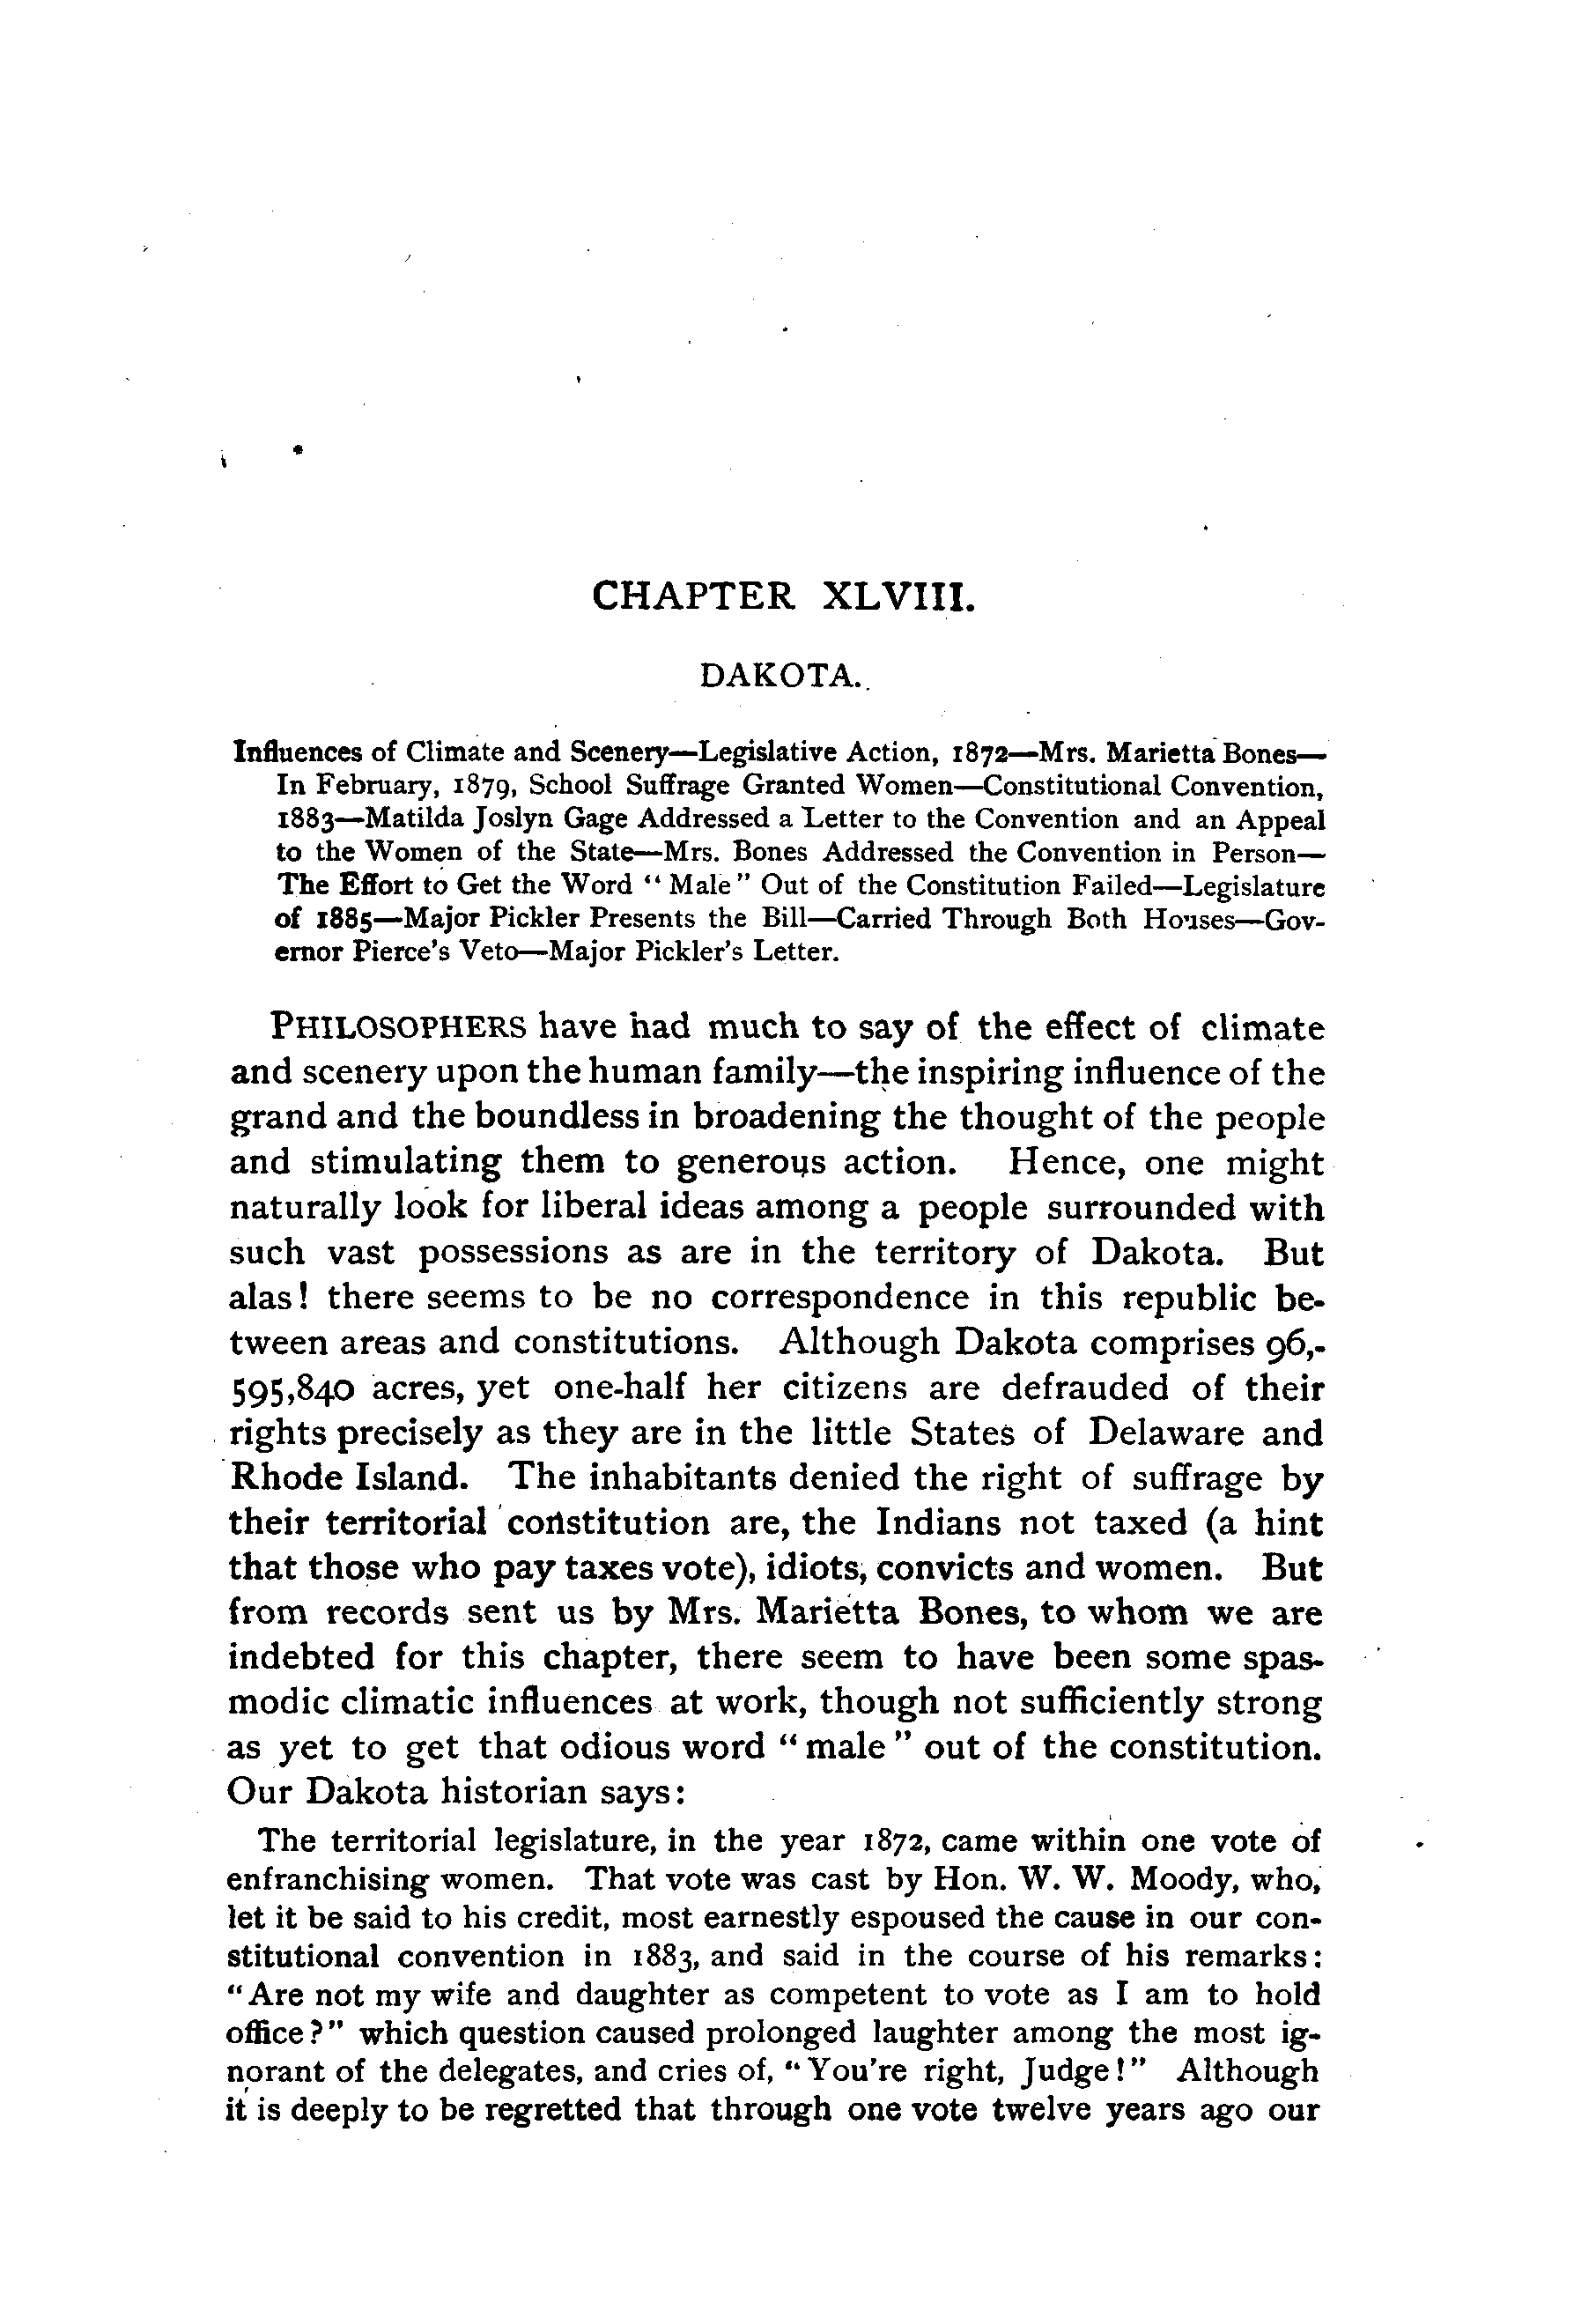 CHAPTER XLVIII.
DAKOTA.
Influences of Climate and Scenery—Legislative Action, 1872—Mrs. Marietta Bones—
In February, 1879, School Suffrage Granted Women—Constitutional Convention,
1883—Matilda Joslyn Gage Addressed a Letter to the Convention and an Appeal
to the Women of the State—Mrs. Bones Addressed the Convention in Person—
The Effort to Get the Word "Male" Out of the Constitution Failed—Legislature
of 1885—Major Pickler Presents the Bill—Carried Through Both Houses—Gov-
ernor Pierce's Veto—Major Pickler's Letter.
PHILOSOPHERS have had much to say of the effect of climate
and scenery upon the human family—the inspiring influence of the
grand and the boundless in broadening the thought of the people
and stimulating them to generous action. Hence, one might
naturally look for liberal ideas among a people surrounded with
such vast possessions as are in the territory of Dakota. But
alas! there seems to be no correspondence in this republic be-
tween areas and constitutions. Although Dakota comprises 96,-
595,840 acres, yet one-half her citizens are defrauded of their
rights precisely as they are in the little States of Delaware and
Rhode Island. The inhabitants denied the right of suffrage by
their territorial constitution are, the Indians not taxed (a hint
that those who pay taxes vote), idiots, convicts and women. But
from records sent us by Mrs. Marietta Bones, to whom we are
indebted for this chapter, there seem to have been some spas-
modic climatic influences at work, though not sufficiently strong
as yet to get that odious word "male" out of the constitution.
Our Dakota historian says:
The territorial legislature, in the year 1872, came within one vote of
enfranchising women. That vote was cast by Hon. W. W. Moody, who,
let it be said to his credit, most earnestly espoused the cause in our con-
stitutional convention in 1883, and said in the course of his remarks:
"Are not my wife and daughter as competent to vote as I am to hold
office?" which question caused prolonged laughter among the most ig-
norant of the delegates, and cries of, "You're right, Judge!" Although
it is deeply to be regretted that through one vote twelve years ago our